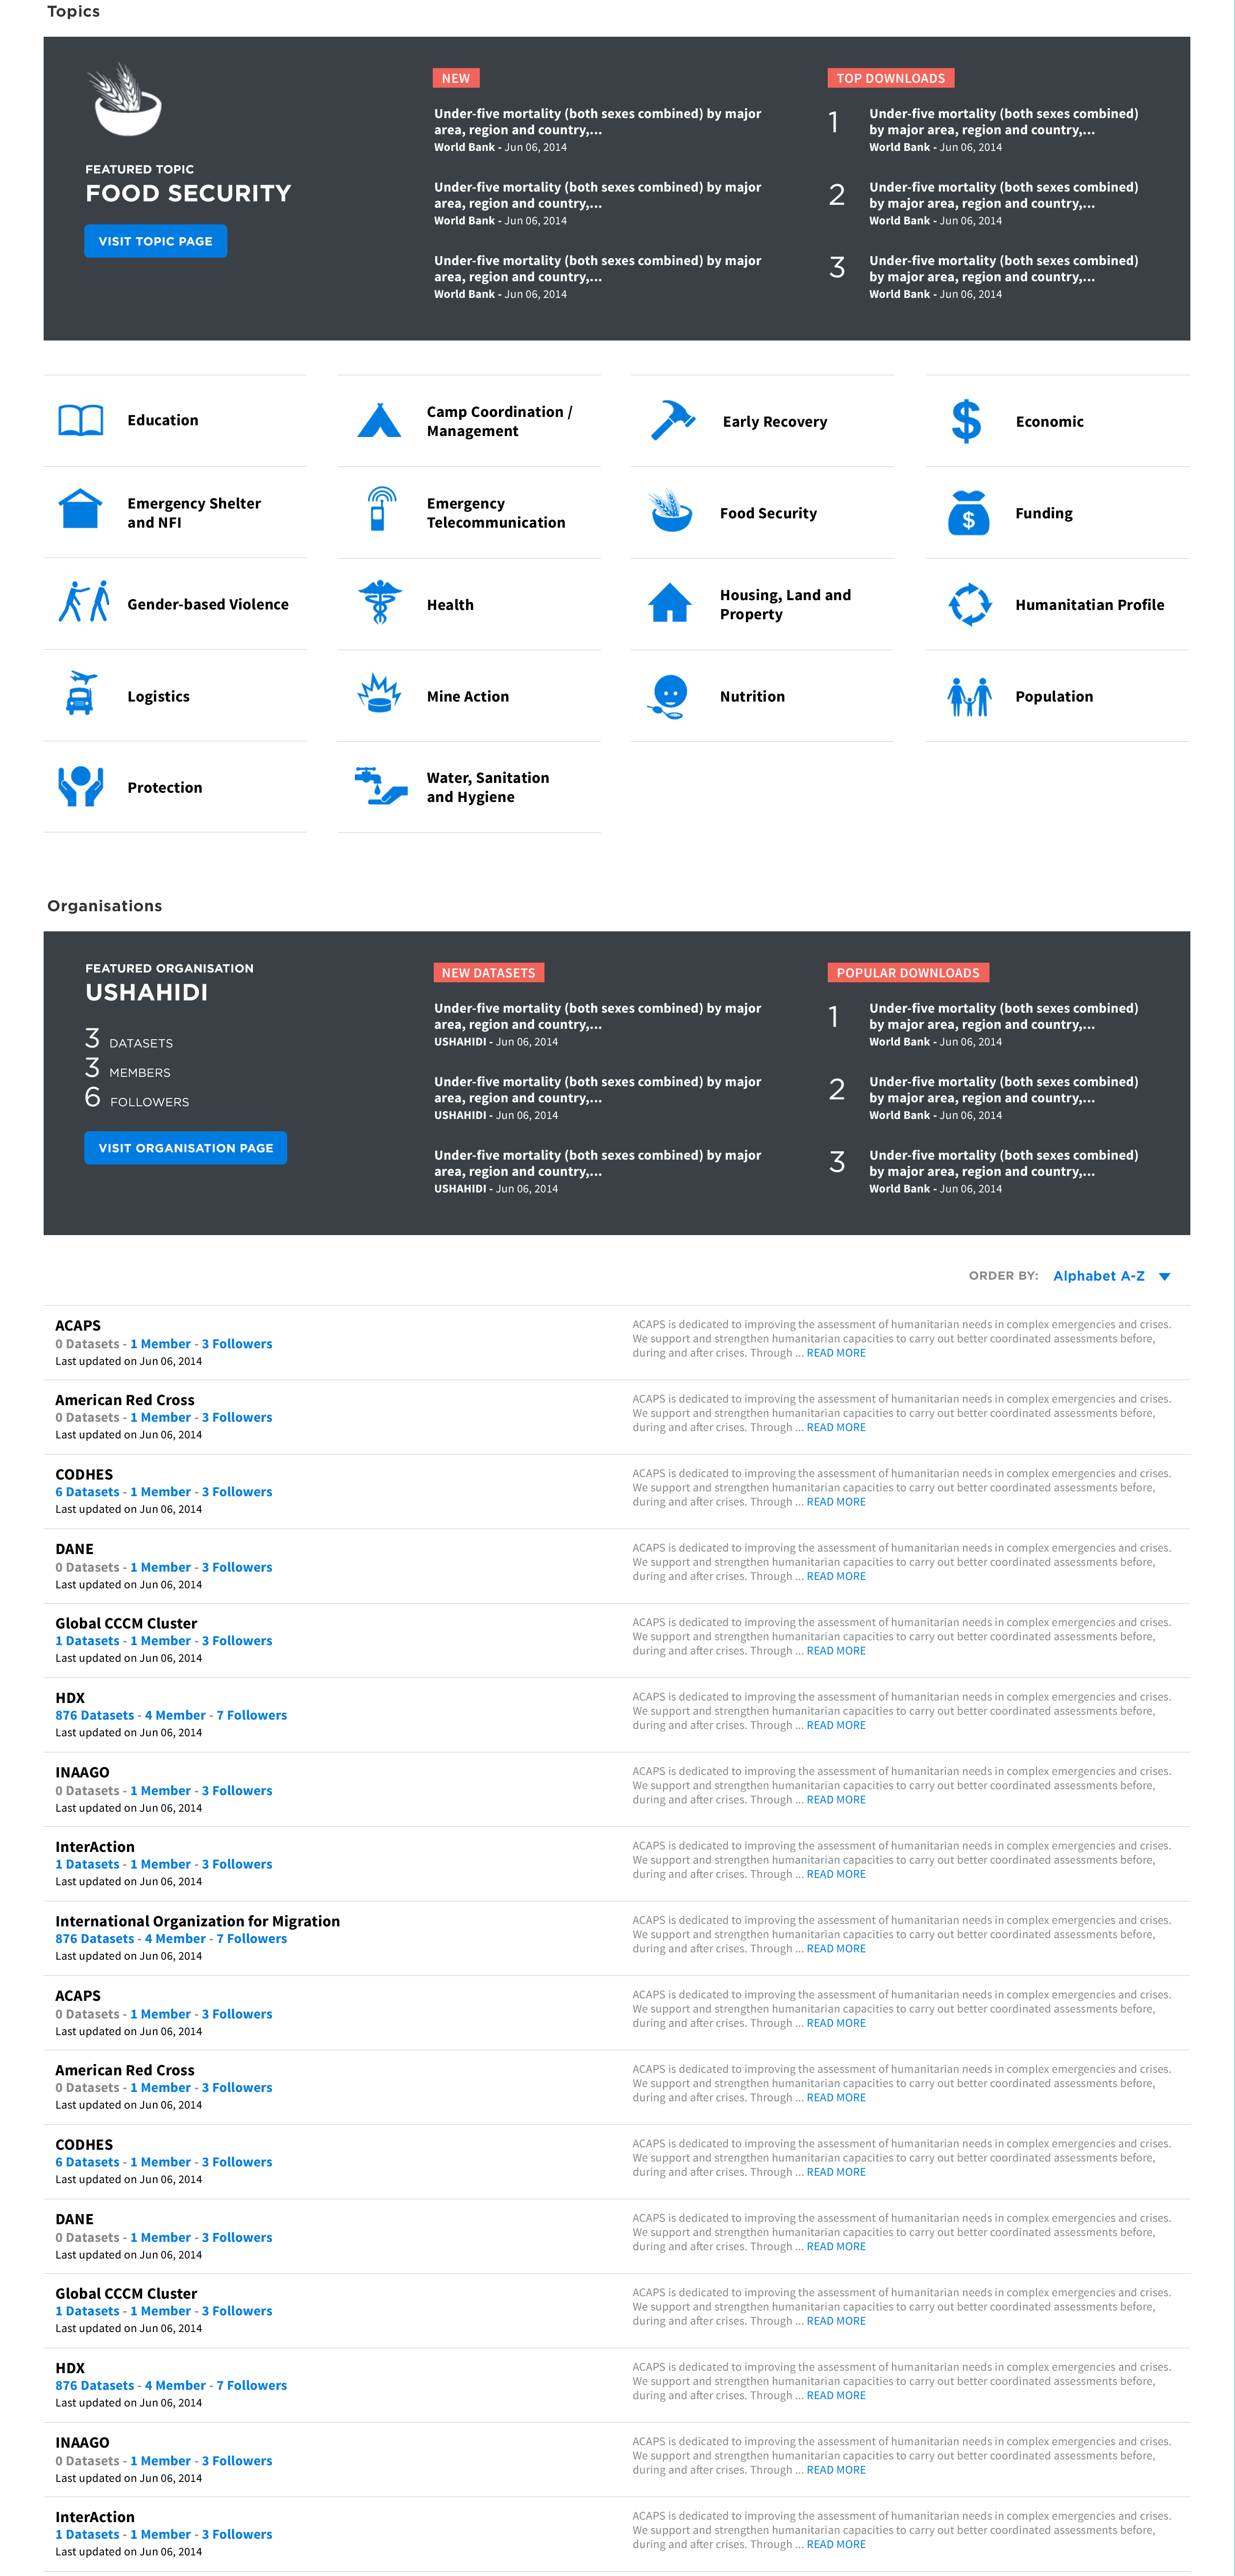 Topics
FEATURED TOPIC
FOOD SECURITY
VISIT TOPIC PAGE
NEW
Under-five mortality (both sexes combined) by major
area, region and country,...
World Bank - Jun 06, 2014
Under-five mortality (both sexes combined) by major
area, region and country,...
World Bank - Jun 06, 2014
Under-five mortality (both sexes combined) by major
area, region and country,...
World Bank - Jun 06, 2014
TOP DOWNLOADS
1
Under-five mortality (both sexes combined)
by major area, region and country,...
World Bank - Jun 06, 2014
2
Under-five mortality (both sexes combined)
by major area, region and country,...
World Bank - Jun 06, 2014
3
Under-five mortality (both sexes combined)
by major area, region and country,...
World Bank - Jun 06, 2014
Education
Camp Coordination /
Management
Early Recovery
$
Economic
Emergency Shelter
and NFI
Emergency
Telecommunication
Food Security
$
Funding
Gender-based Violence
Health
Housing, Land and
Property
Humanitatian Profile
Logistics
Mine Action
Nutrition
Population
Protection
Water, Sanitation
and Hygiene
Organisations
FEATURED ORGANISATION
USHAHIDI
3 DATASETS
3 MEMBERS
6 FOLLOWERS
VISIT ORGANISATION PAGE
NEW DATASETS
Under-five mortality (both sexes combined) by major
area, region and country,...
USHAHIDI - Jun 06, 2014
Under-five mortality (both sexes combined) by major
area, region and country,...
USHAHIDI - Jun 06, 2014
Under-five mortality (both sexes combined) by major
area, region and country,...
USHAHIDI - Jun 06, 2014
POPULAR DOWNLOADS
1
Under-five mortality (both sexes combined)
by major area, region and country,...
World Bank - Jun 06, 2014
2
Under-five mortality (both sexes combined)
by major area, region and country,...
World Bank - Jun 06, 2014
3
Under-five mortality (both sexes combined)
by major area, region and country,...
World Bank - Jun 06, 2014
ORDER BY: Alphabet A-Z
ACAPS
0 Datasets - 1 Member - 3 Followers
Last updated on Jun 06, 2014
ACAPS is dedicated to improving the assessment of humanitarian needs in complex emergencies and crises.
We support and strengthen humanitarian capacities to carry out better coordinated assessments before,
during and after crises. Through ... READ MORE
American Red Cross
0 Datasets - 1 Member - 3 Followers
Last updated on Jun 06, 2014
ACAPS is dedicated to improving the assessment of humanitarian needs in complex emergencies and crises.
We support and strengthen humanitarian capacities to carry out better coordinated assessments before,
during and after crises. Through ... READ MORE
CODHES
6 Datasets - 1 Member - 3 Followers
Last updated on Jun 06, 2014
ACAPS is dedicated to improving the assessment of humanitarian needs in complex emergencies and crises.
We support and strengthen humanitarian capacities to carry out better coordinated assessments before,
during and after crises. Through ... READ MORE
DANE
0 Datasets - 1 Member - 3 Followers
Last updated on Jun 06, 2014
ACAPS is dedicated to improving the assessment of humanitarian needs in complex emergencies and crises.
We support and strengthen humanitarian capacities to carry out better coordinated assessments before,
during and after crises. Through ... READ MORE
Global CCCM Cluster
1 Datasets - 1 Member - 3 Followers
Last updated on Jun 06, 2014
ACAPS is dedicated to improving the assessment of humanitarian needs in complex emergencies and crises.
We support and strengthen humanitarian capacities to carry out better coordinated assessments before,
during and after crises. Through ... READ MORE
HDX
876 Datasets - 4 Member - 7 Followers
Last updated on Jun 06, 2014
ACAPS is dedicated to improving the assessment of humanitarian needs in complex emergencies and crises.
We support and strengthen humanitarian capacities to carry out better coordinated assessments before,
during and after crises. Through ... READ MORE
INAAGO
0 Datasets - 1 Member - 3 Followers
Last updated on Jun 06, 2014
ACAPS is dedicated to improving the assessment of humanitarian needs in complex emergencies and crises.
We support and strengthen humanitarian capacities to carry out better coordinated assessments before,
during and after crises. Through ... READ MORE
InterAction
1 Datasets - 1 Member - 3 Followers
Last updated on Jun 06, 2014
ACAPS is dedicated to improving the assessment of humanitarian needs in complex emergencies and crises.
We support and strengthen humanitarian capacities to carry out better coordinated assessments before,
during and after crises. Through ... READ MORE
International Organization for Migration
876 Datasets - 4 Member - 7 Followers
Last updated on Jun 06, 2014
ACAPS is dedicated to improving the assessment of humanitarian needs in complex emergencies and crises.
We support and strengthen humanitarian capacities to carry out better coordinated assessments before,
during and after crises. Through ... READ MORE
ACAPS
0 Datasets - 1 Member - 3 Followers
Last updated on Jun 06, 2014
ACAPS is dedicated to improving the assessment of humanitarian needs in complex emergencies and crises.
We support and strengthen humanitarian capacities to carry out better coordinated assessments before,
during and after crises. Through ... READ MORE
American Red Cross
0 Datasets - 1 Member - 3 Followers
Last updated on Jun 06, 2014
ACAPS is dedicated to improving the assessment of humanitarian needs in complex emergencies and crises.
We support and strengthen humanitarian capacities to carry out better coordinated assessments before,
during and after crises. Through ... READ MORE
CODHES
6 Datasets - 1 Member - 3 Followers
Last updated on Jun 06, 2014
ACAPS is dedicated to improving the assessment of humanitarian needs in complex emergencies and crises.
We support and strengthen humanitarian capacities to carry out better coordinated assessments before,
during and after crises. Through ... READ MORE
DANE
0 Datasets - 1 Member - 3 Followers
Last updated on Jun 06, 2014
ACAPS is dedicated to improving the assessment of humanitarian needs in complex emergencies and crises.
We support and strengthen humanitarian capacities to carry out better coordinated assessments before,
during and after crises. Through ... READ MORE
Global CCCM Cluster
1 Datasets - 1 Member - 3 Followers
Last updated on Jun 06, 2014
ACAPS is dedicated to improving the assessment of humanitarian needs in complex emergencies and crises.
We support and strengthen humanitarian capacities to carry out better coordinated assessments before,
during and after crises. Through ... READ MORE
HDX
876 Datasets - 4 Member - 7 Followers
Last updated on Jun 06, 2014
ACAPS is dedicated to improving the assessment of humanitarian needs in complex emergencies and crises.
We support and strengthen humanitarian capacities to carry out better coordinated assessments before,
during and after crises. Through ... READ MORE
INAAGO
0 Datasets - 1 Member - 3 Followers
Last updated on Jun 06, 2014
ACAPS is dedicated to improving the assessment of humanitarian needs in complex emergencies and crises.
We support and strengthen humanitarian capacities to carry out better coordinated assessments before,
during and after crises. Through ... READ MORE
InterAction
1 Datasets - 1 Member - 3 Followers
Last updated on Jun 06, 2014
ACAPS is dedicated to improving the assessment of humanitarian needs in complex emergencies and crises.
We support and strengthen humanitarian capacities to carry out better coordinated assessments before,
during and after crises. Through ... READ MORE